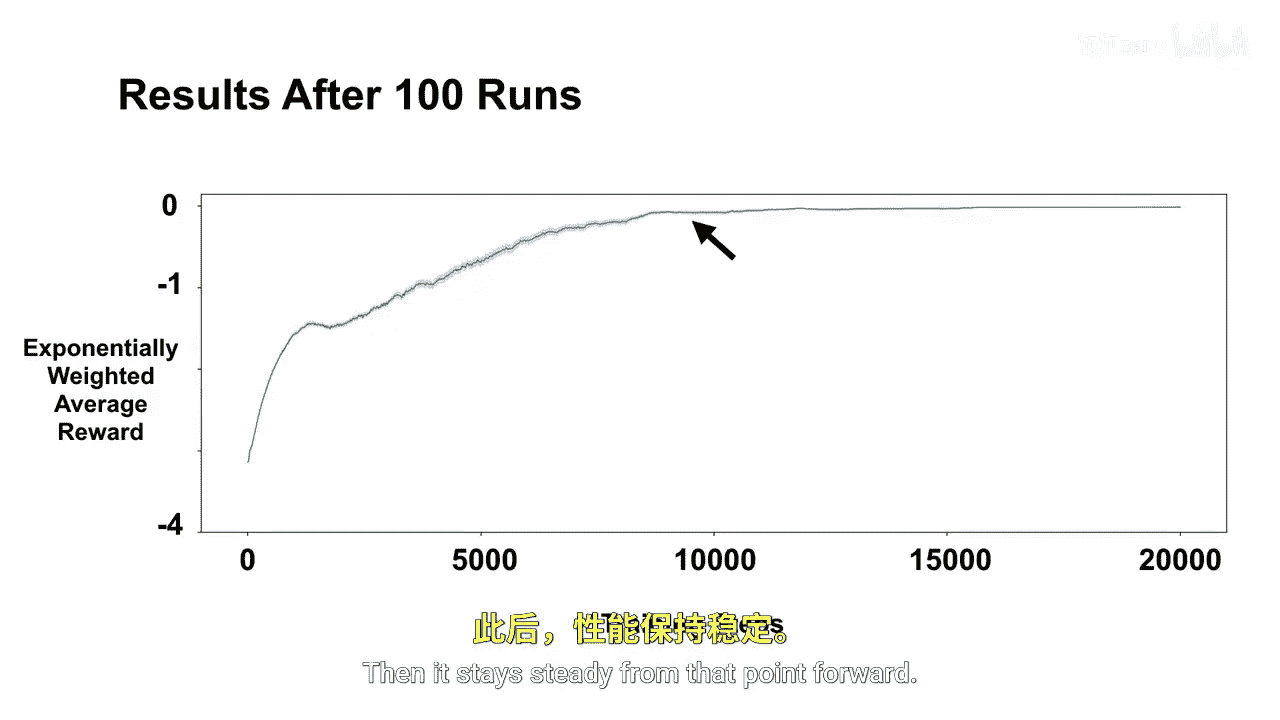 Results After 100 Runs
0
-1
Exponentially
Weighted
Average
Reward
-4
0 5000 10000 15000 20000
此后，性能保持稳定。
Then it stays steady from that point forward.